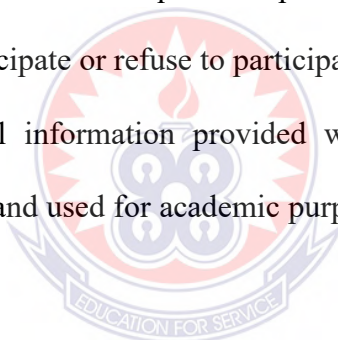 cipate or refuse to participa
l information provided w
and used for academic purp
EDUCATION FOR SERVICE